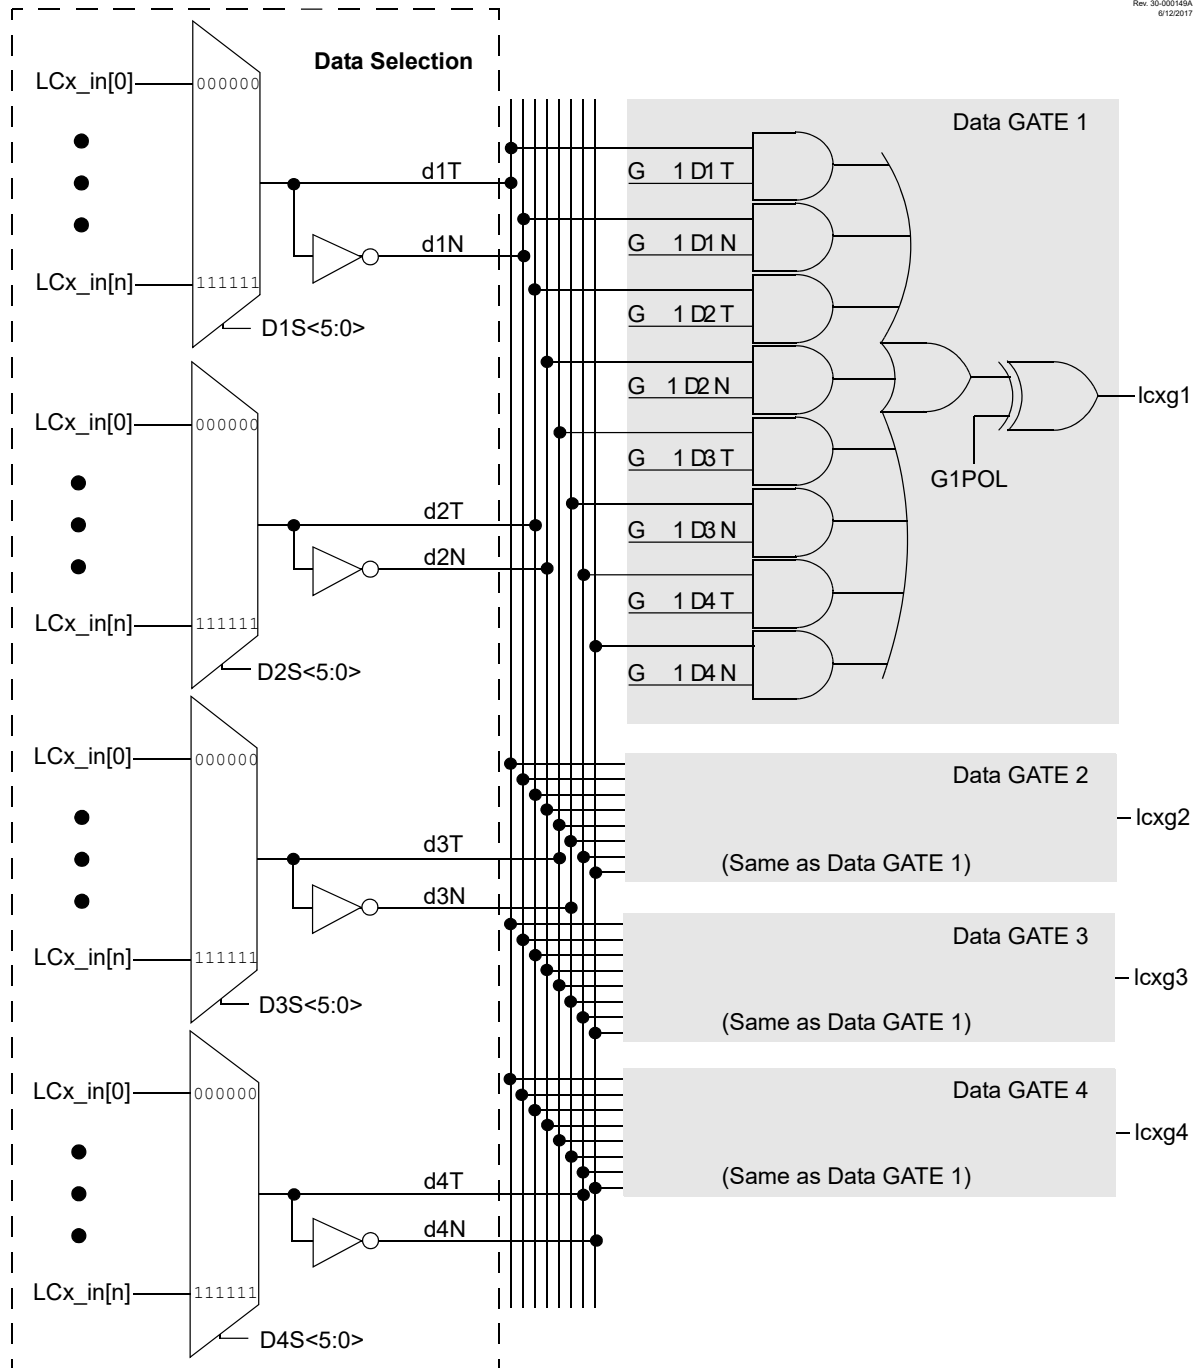 Rev. 30-000149A
6/12/2017
Data Selection
LCx_in[0]
000000
d1T
d1N
LCx_in[n]
111111
D1S<5:0>
LCx_in[0]
000000
d2T
d2N
LCx_in[n]
111111
D2S<5:0>
LCx_in[0]
000000
d3T
d3N
LCx_in[n]
111111
D3S<5:0>
LCx_in[0]
000000
d4T
d4N
LCx_in[n]
111111
D4S<5:0>
Data GATE 1
G 1 D1 T
G 1 D1 N
G 1 D2 T
G 1 D2 N
G 1 D3 T
G 1 D3 N
G 1 D4 T
G 1 D4 N
G1POL
lcxg1
Data GATE 2
(Same as Data GATE 1)
lcxg2
Data GATE 3
(Same as Data GATE 1)
lcxg3
Data GATE 4
(Same as Data GATE 1)
lcxg4